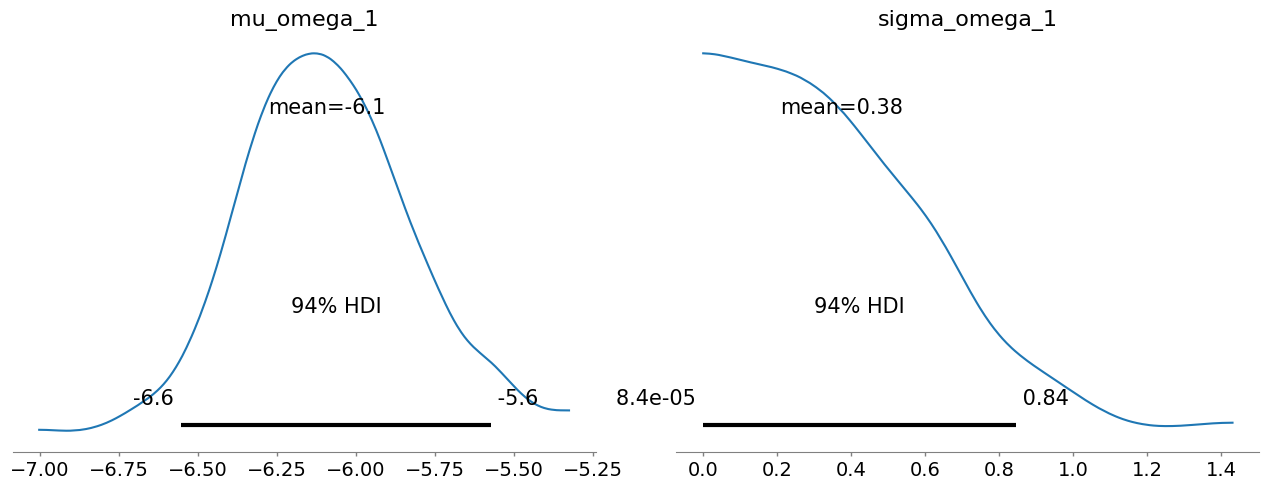 mu_omega_1
mean=-6.1
94% HDI
-6.6
-5.6
−7.00 −6.75 −6.50 −6.25 −6.00 −5.75 −5.50 −5.25
sigma_omega_1
mean=0.38
94% HDI
8.4e-05
0.84
0.0 0.2 0.4 0.6 0.8 1.0 1.2 1.4